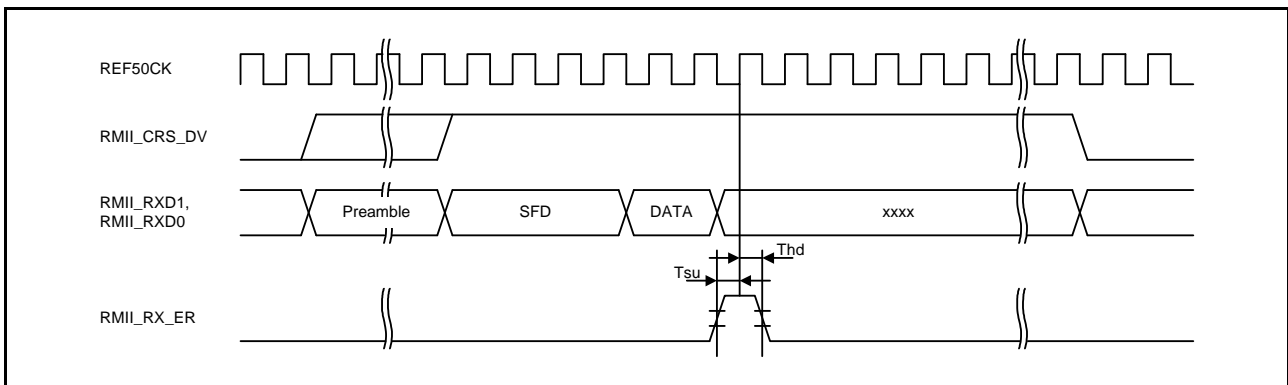 REF50CK
RMII_CRS_DV
RMII_RXD1,
RMII_RXD0
Preamble
SFD
DATA
xxxx
Thd
Tsu
RMII_RX_ER